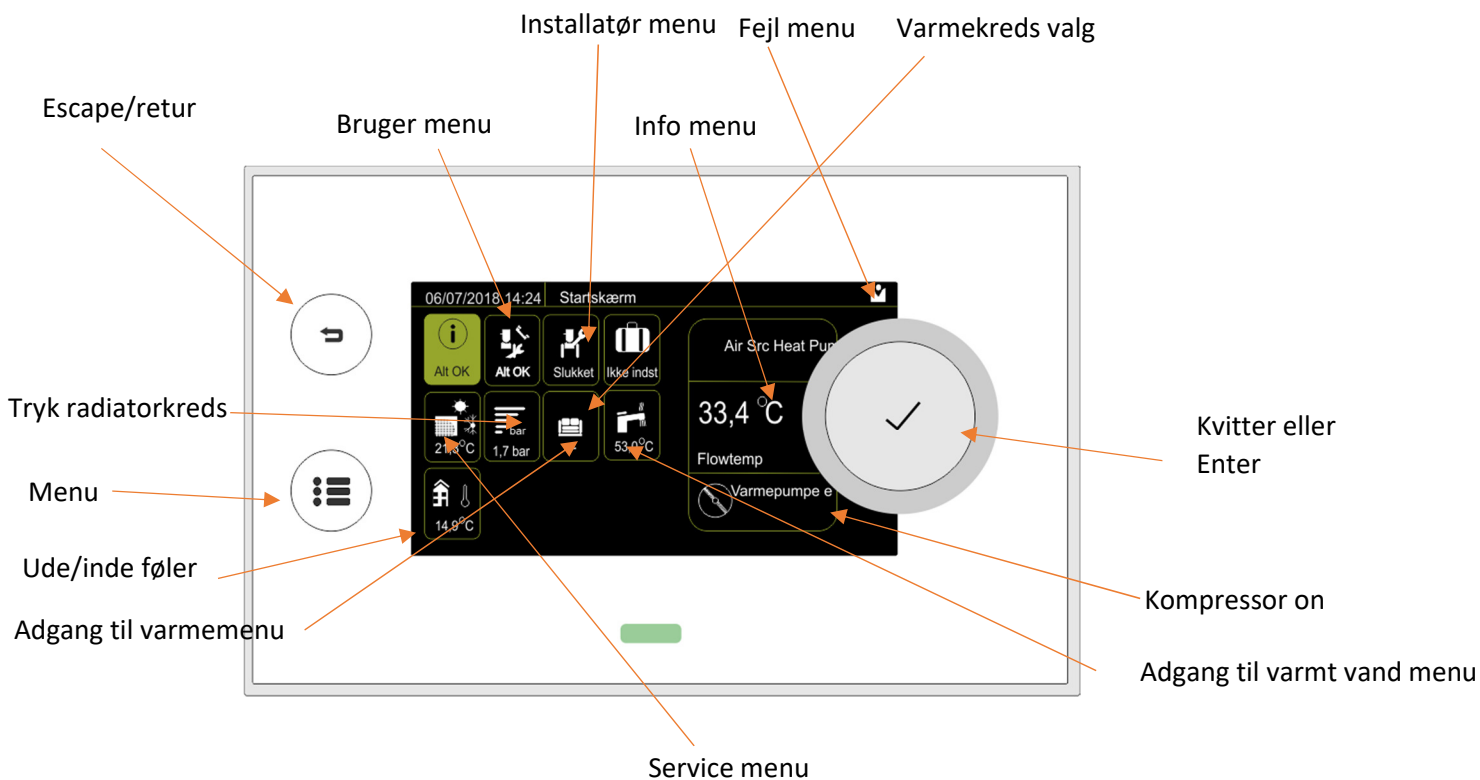 Installatør menu
Fejl menu
Varmekreds valg
Escape/retur
Bruger menu
Info menu
06/07/2018 14:24
Startskærm
i
Alt OK
Alt OK
Slukket
Ikke indst
Air Src Heat Pum
Tryk radiatorkreds
bar
33,4 °C
21,3°C
1,7 bar
53,0°C
Flowtemp
Kvitter eller
Enter
Menu
Varmepumpe e
14,9°C
Ude/inde føler
Kompressor on
Adgang til varmemenu
Adgang til varmt vand menu
Service menu